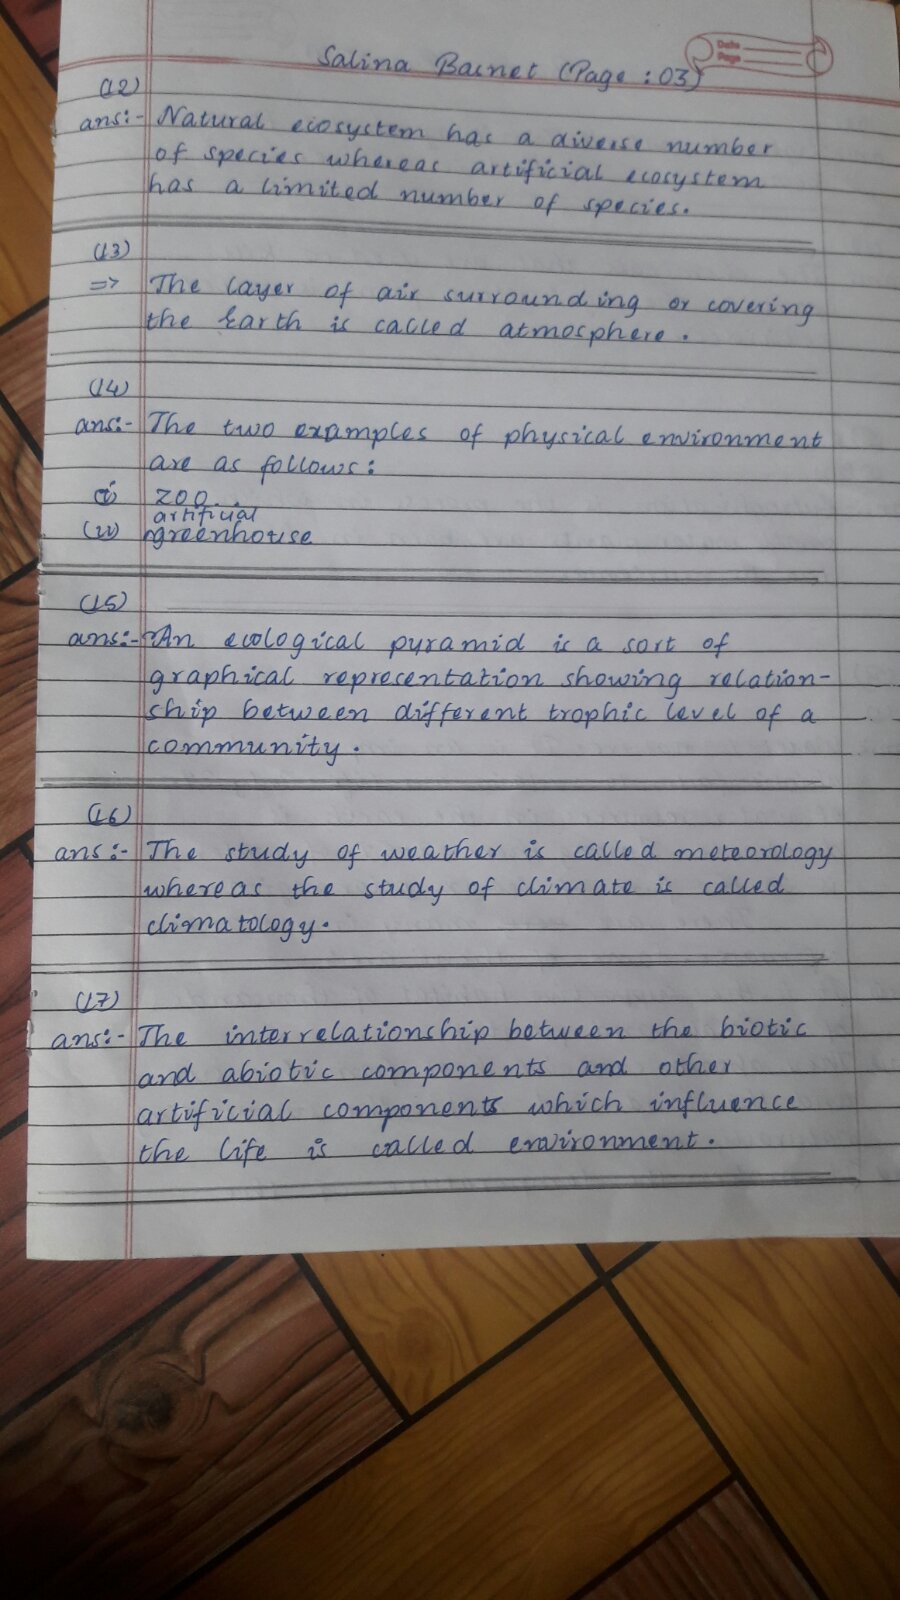 Date
Page
Salina Basnet (Page : 03)
(12)
ans:- Natural ecosystem has a diverse number
of species whereas artificial ecosystem
has a limited number of species.
(13)
=> The layer of air surrounding or covering
the Earth is called atmosphere.
(14)
ans:- The two examples of physical environment
are as follows:
(i) zoo
artificial
(ii) greenhouse
(15)
ans:- An ecological pyramid is a sort of
graphical representation showing relation-
ship between different trophic level of a
community.
(16)
ans:- The study of weather is called meteorology
whereas the study of climate is called
climatology.
(17)
ans:- The interrelationship between the biotic
and abiotic components and other
artificial components which influence
the life is called environment.